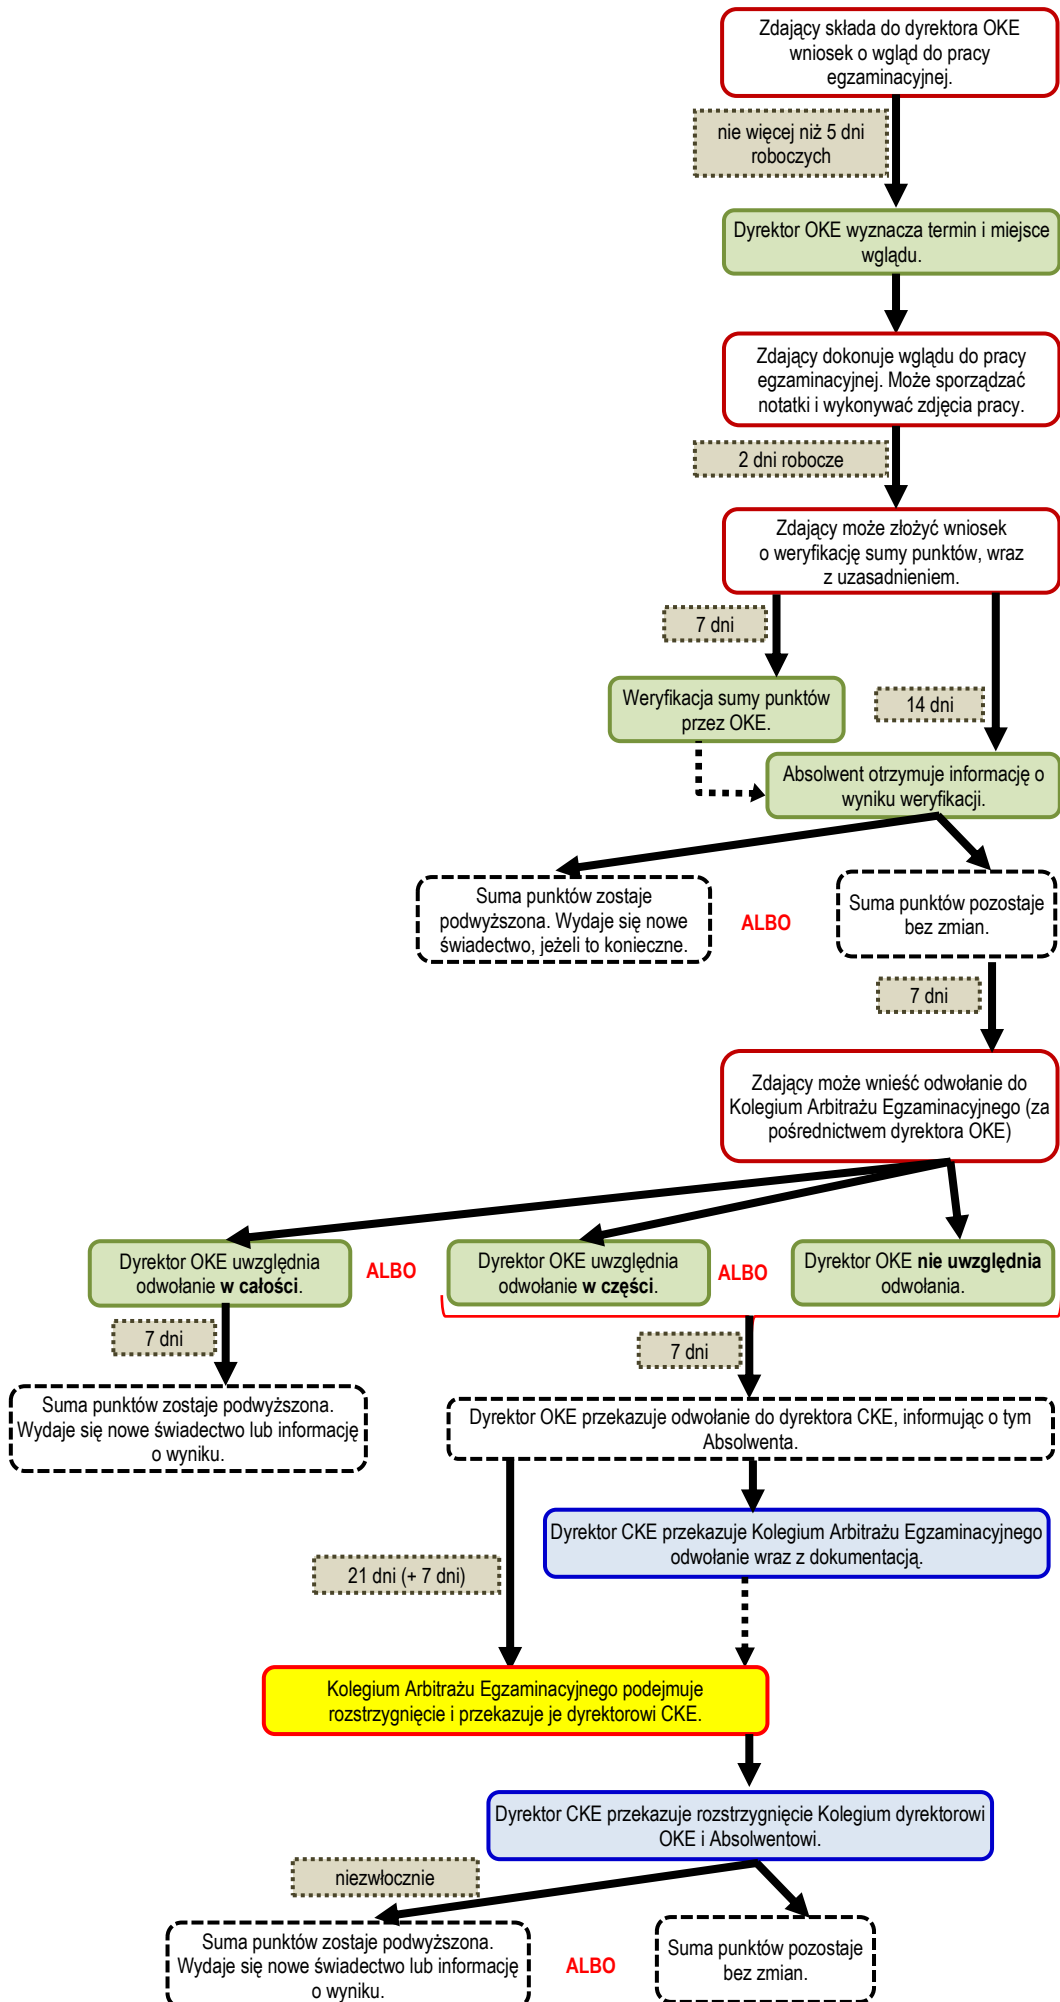 Zdający składa do dyrektora OKE
wniosek o wgląd do pracy
egzaminacyjnej.
nie więcej niż 5 dni
roboczych
Dyrektor OKE wyznacza termin i miejsce
wglądu.
Zdający dokonuje wglądu do pracy
egzaminacyjnej. Może sporządzać
notatki i wykonywać zdjęcia pracy.
2 dni robocze
Zdający może złożyć wniosek
o weryfikację sumy punktów, wraz
z uzasadnieniem.
7 dni
Weryfikacja sumy punktów
przez OKE.
14 dni
Absolwent otrzymuje informację o
wyniku weryfikacji.
Suma punktów zostaje
podwyższona. Wydaje się nowe
świadectwo, jeżeli to konieczne.
ALBO
Suma punktów pozostaje
bez zmian.
7 dni
Zdający może wnieść odwołanie do
Kolegium Arbitrażu Egzaminacyjnego (za
pośrednictwem dyrektora OKE)
Dyrektor OKE uwzględnia
odwołanie w całości.
ALBO
Dyrektor OKE uwzględnia
odwołanie w części.
ALBO
Dyrektor OKE nie uwzględnia
odwołania.
7 dni
7 dni
Suma punktów zostaje podwyższona.
Wydaje się nowe świadectwo lub informację
o wyniku.
Dyrektor OKE przekazuje odwołanie do dyrektora CKE, informując o tym
Absolwenta.
Dyrektor CKE przekazuje Kolegium Arbitrażu Egzaminacyjnego
odwołanie wraz z dokumentacją.
21 dni (+ 7 dni)
Kolegium Arbitrażu Egzaminacyjnego podejmuje
rozstrzygnięcie i przekazuje je dyrektorowi CKE.
Dyrektor CKE przekazuje rozstrzygnięcie Kolegium dyrektorowi
OKE i Absolwentowi.
niezwłocznie
Suma punktów zostaje podwyższona.
Wydaje się nowe świadectwo lub informację
o wyniku.
ALBO
Suma punktów pozostaje
bez zmian.